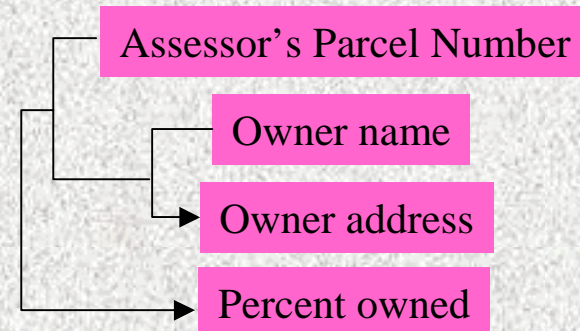 Assessor’s Parcel Number
Owner name
Owner address
Percent owned